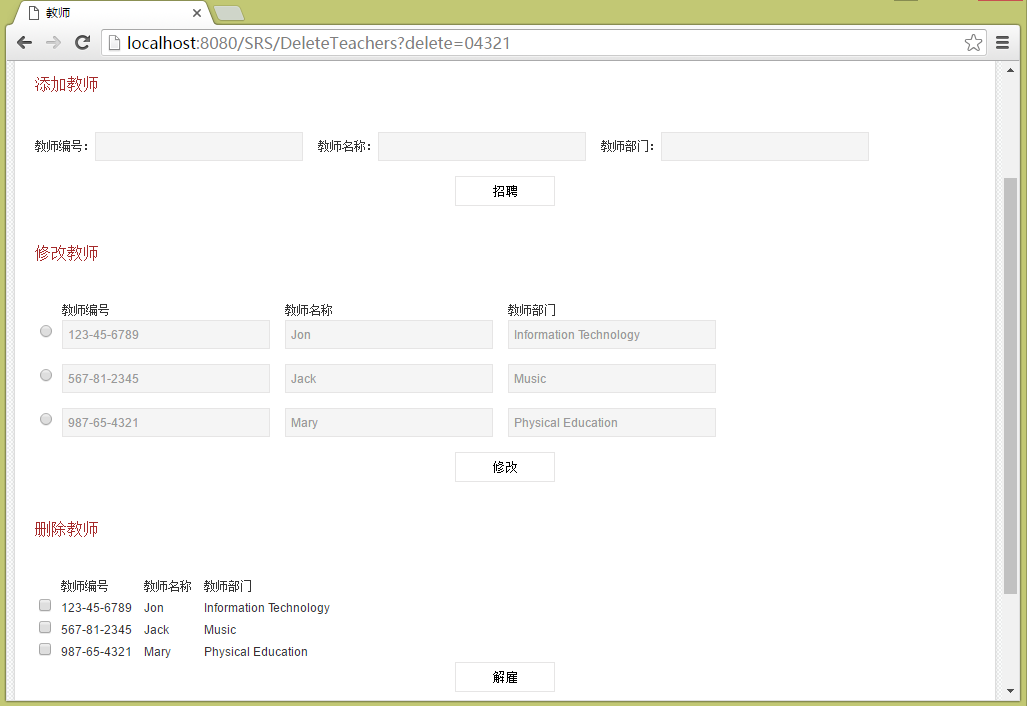 教师
localhost:8080/SRS/DeleteTeachers?delete=04321
添加教师
教师编号： 教师名称： 教师部门：
招聘
修改教师
教师编号 教师名称 教师部门
123-45-6789 Jon Information Technology
567-81-2345 Jack Music
987-65-4321 Mary Physical Education
修改
删除教师
教师编号 教师名称 教师部门
123-45-6789 Jon Information Technology
567-81-2345 Jack Music
987-65-4321 Mary Physical Education
解雇